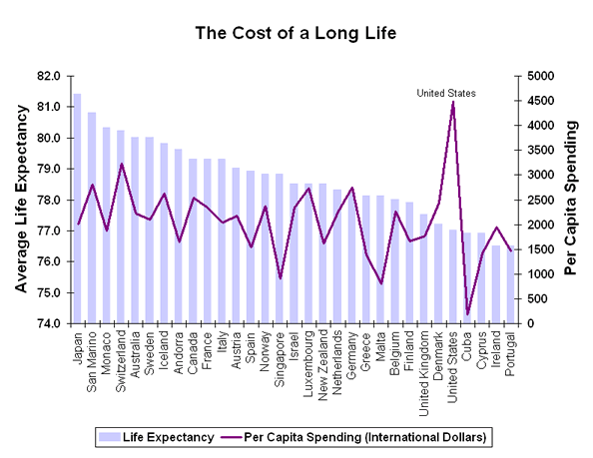 The Cost of a Long Life
Average Life Expectancy
82.0
81.0
80.0
79.0
78.0
77.0
76.0
75.0
74.0
United States
5000
4500
4000
3500
3000
2500
2000
1500
1000
500
0
Per Capita Spending
Japan
San Marino
Monaco
Switzerland
Australia
Sweden
Iceland
Andorra
Canada
France
Italy
Austria
Spain
Norway
Singapore
Israel
Luxembourg
New Zealand
Netherlands
Germany
Greece
Malta
Belgium
Finland
United Kingdom
Denmark
United States
Cuba
Cyprus
Ireland
Portugal
Life Expectancy
Per Capita Spending (International Dollars)